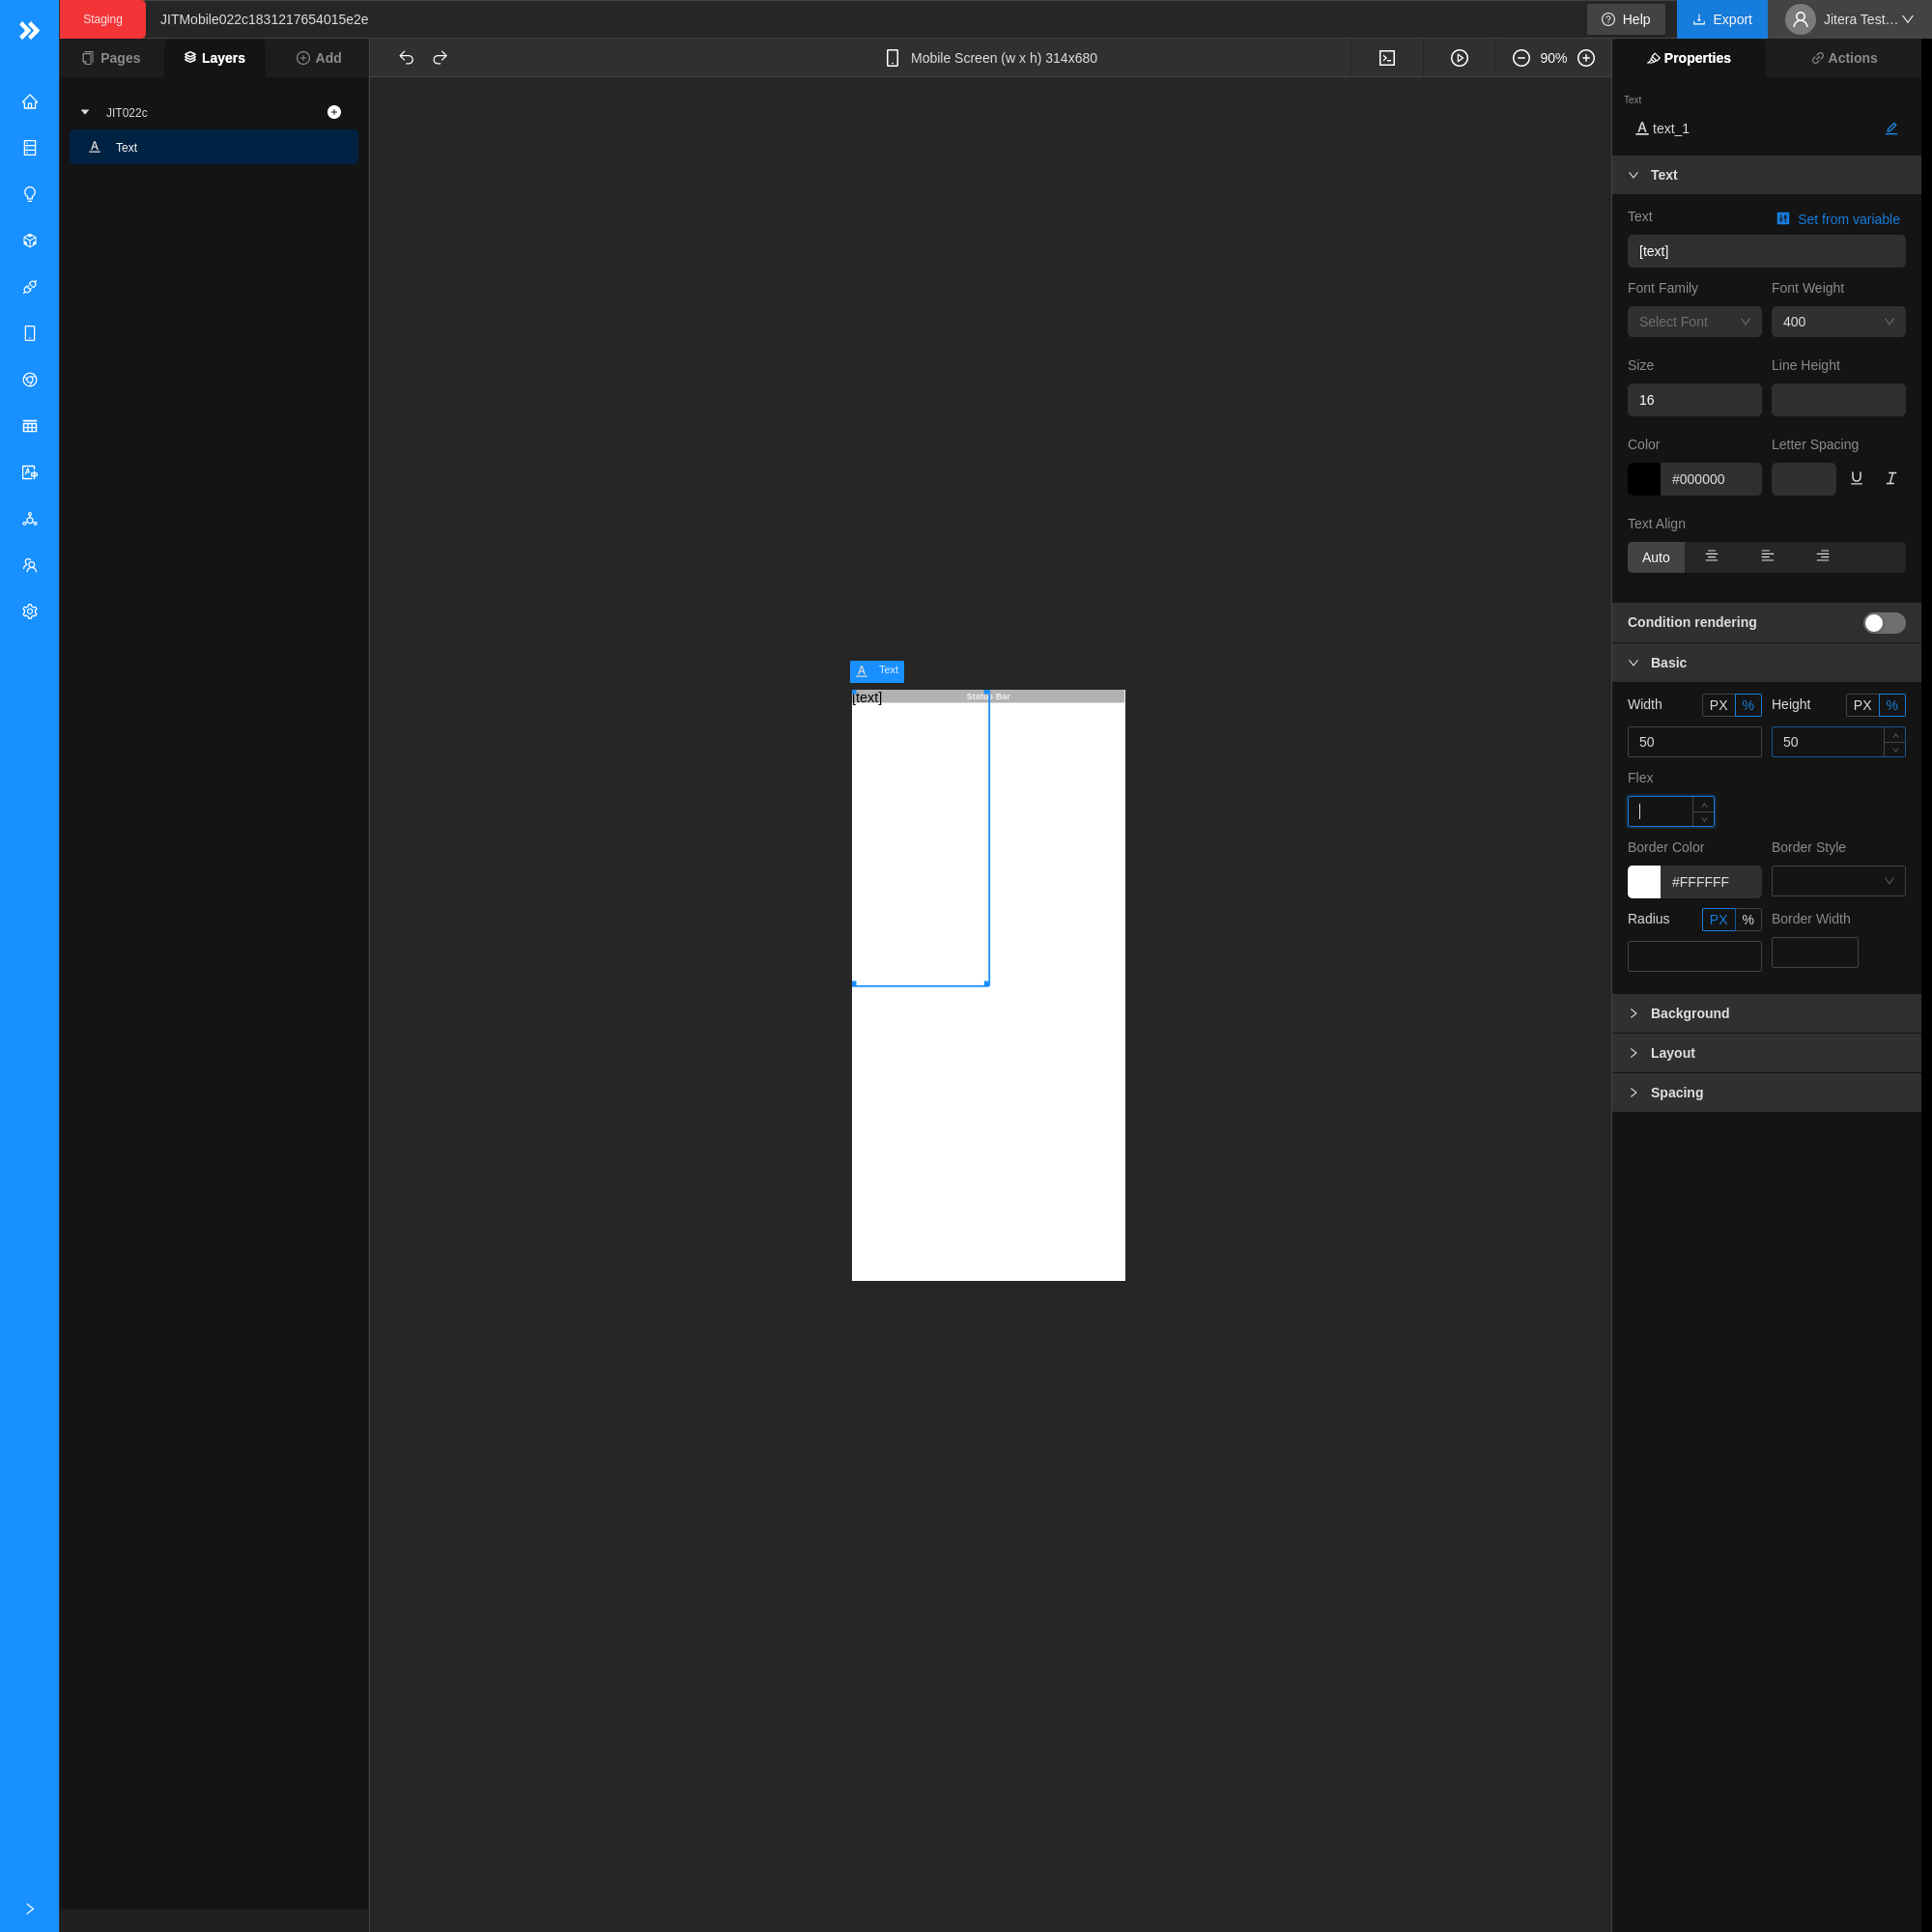 Staging
JITMobile022c1831217654015e2e
Help
Export
Jitera Test...
Pages
Layers
Add
Mobile Screen (w x h) 314x680
90%
Properties
Actions
JIT022c
Text
Text
text_1
Text
Text
Set from variable
[text]
Font Family
Font Weight
Select Font
400
Size
Line Height
16
Color
Letter Spacing
#000000
Text Align
Auto
Condition rendering
Basic
Width
PX
%
Height
PX
%
50
50
Flex
Border Color
Border Style
#FFFFFF
Radius
PX
%
Border Width
Background
Layout
Spacing
Text
[text]
Status Bar